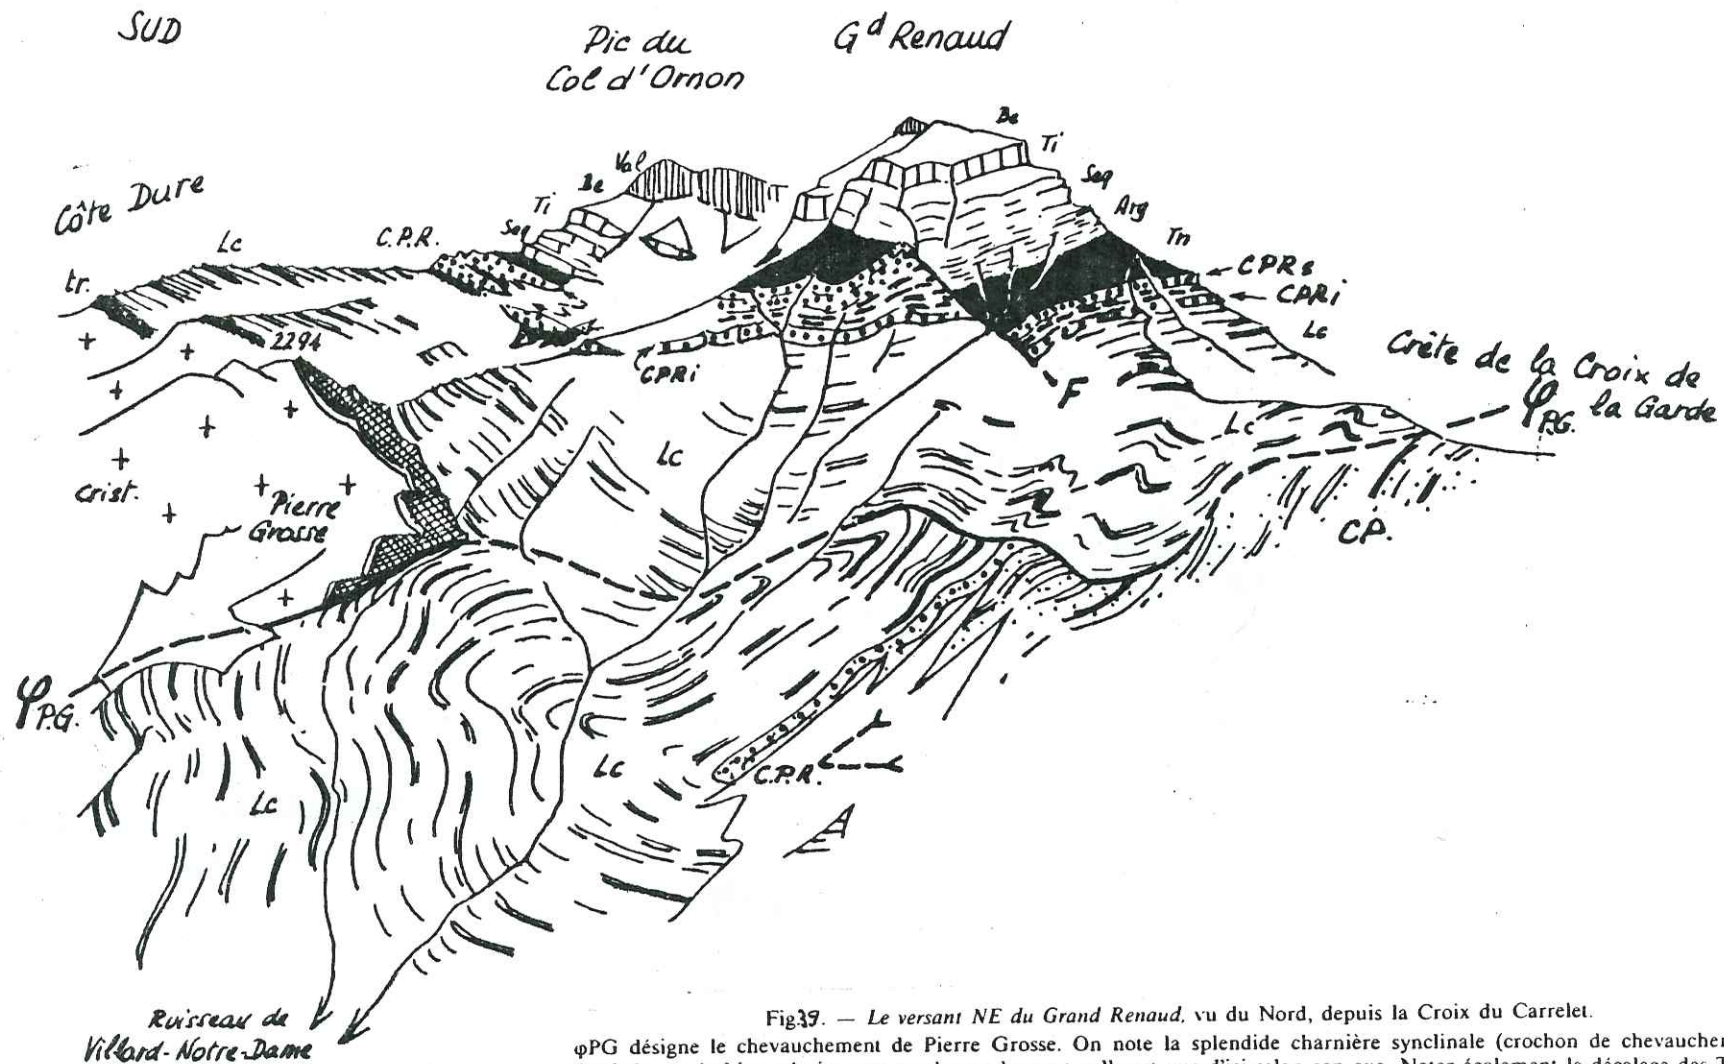 SUD
Pic du
Col d'Ornon
Gd Renaud
Côte Dure
tr.
Lc
C.P.R.
Seq
Ti
Be
Val
Be
Ti
Seq
Arg
Tn
CPRs
CPRi
Lc
Crête de la Croix de
la Garde
φP.G.
2294
CPRi
F
Lc
Lc
crist.
Pierre
Grosse
C.P.
φP.G.
Lc
Lc
C.P.R.
Ruisseau de
Villard-Notre-Dame
Fig.39. — Le versant NE du Grand Renaud, vu du Nord, depuis la Croix du Carrelet.
φPG désigne le chevauchement de Pierre Grosse. On note la splendide charnière synclinale (crochon de chevauchem